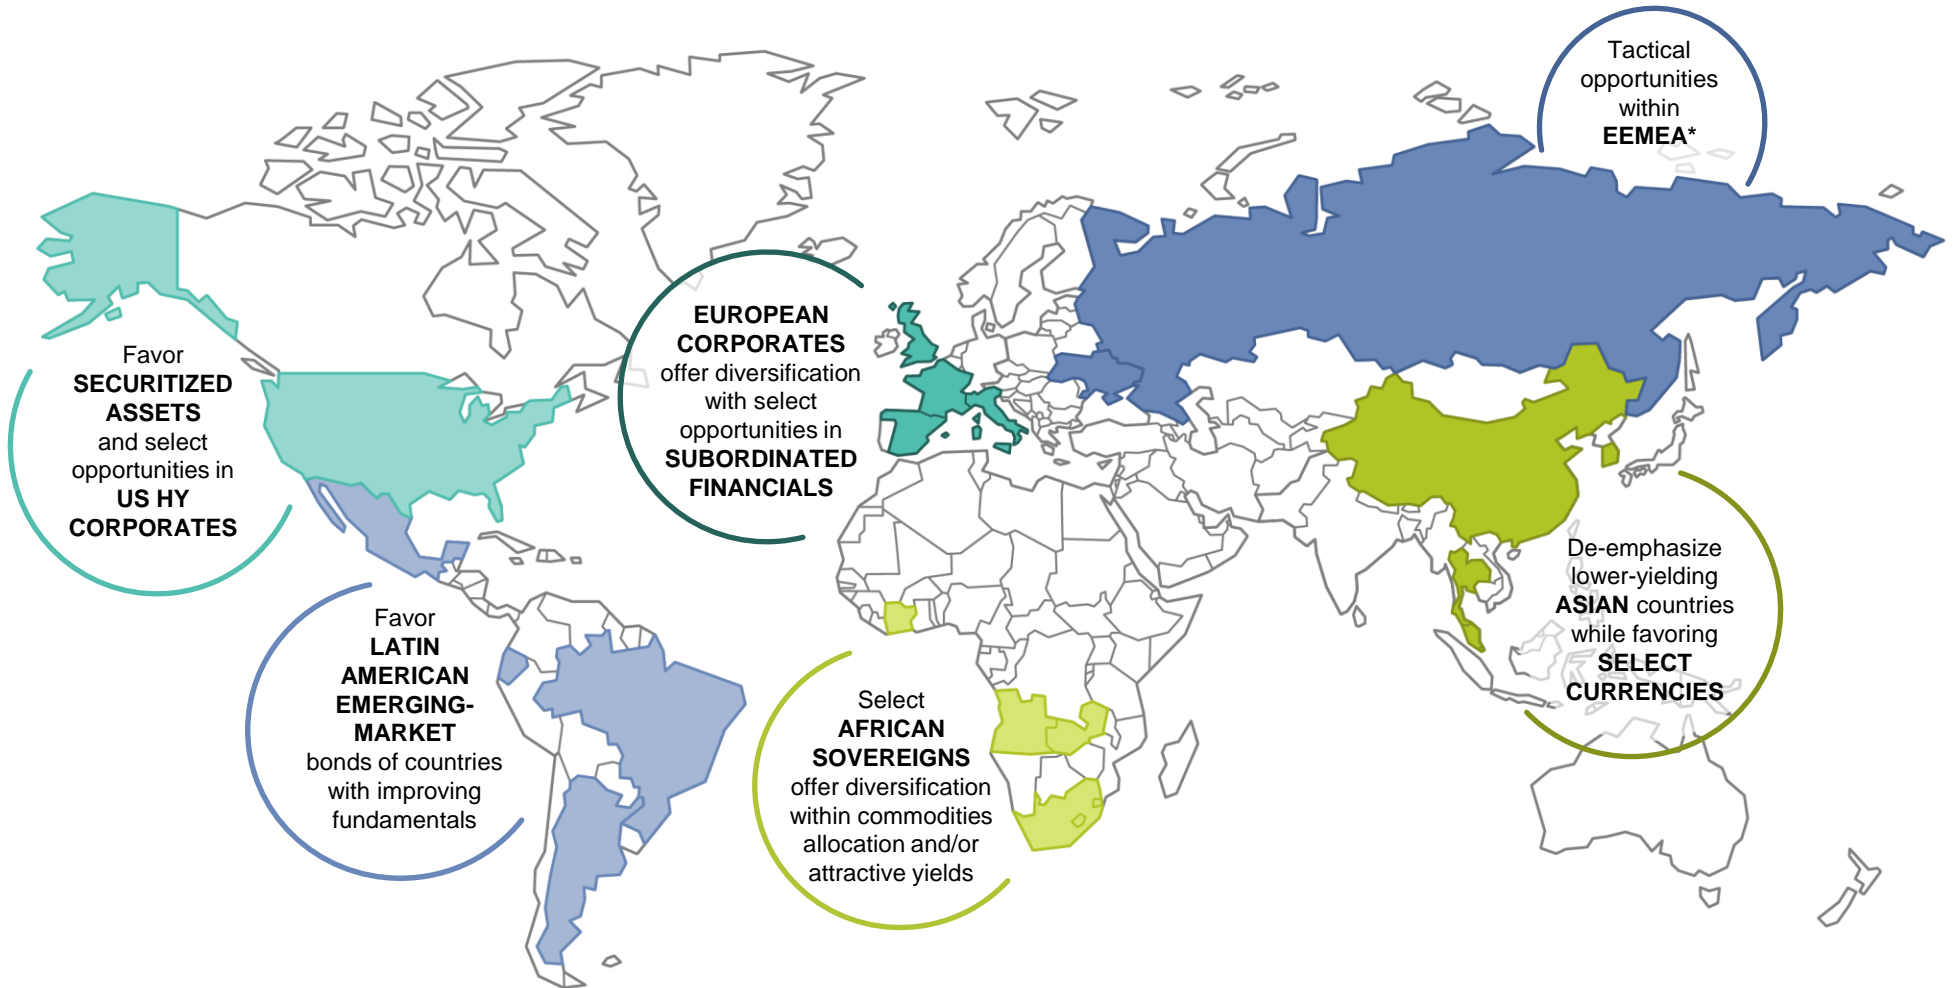 Tactical
opportunities
within
EEMEA*
EUROPEAN
CORPORATES
offer diversification
with select
opportunities in
SUBORDINATED
FINANCIALS
Favor
SECURITIZED
ASSETS
and select
opportunities in
US HY
CORPORATES
De-emphasize
lower-yielding
ASIAN countries
while favoring
SELECT
CURRENCIES
Favor
LATIN
AMERICAN
EMERGING-
MARKET
bonds of countries
with improving
fundamentals
Select
AFRICAN
SOVEREIGNS
offer diversification
within commodities
allocation and/or
attractive yields